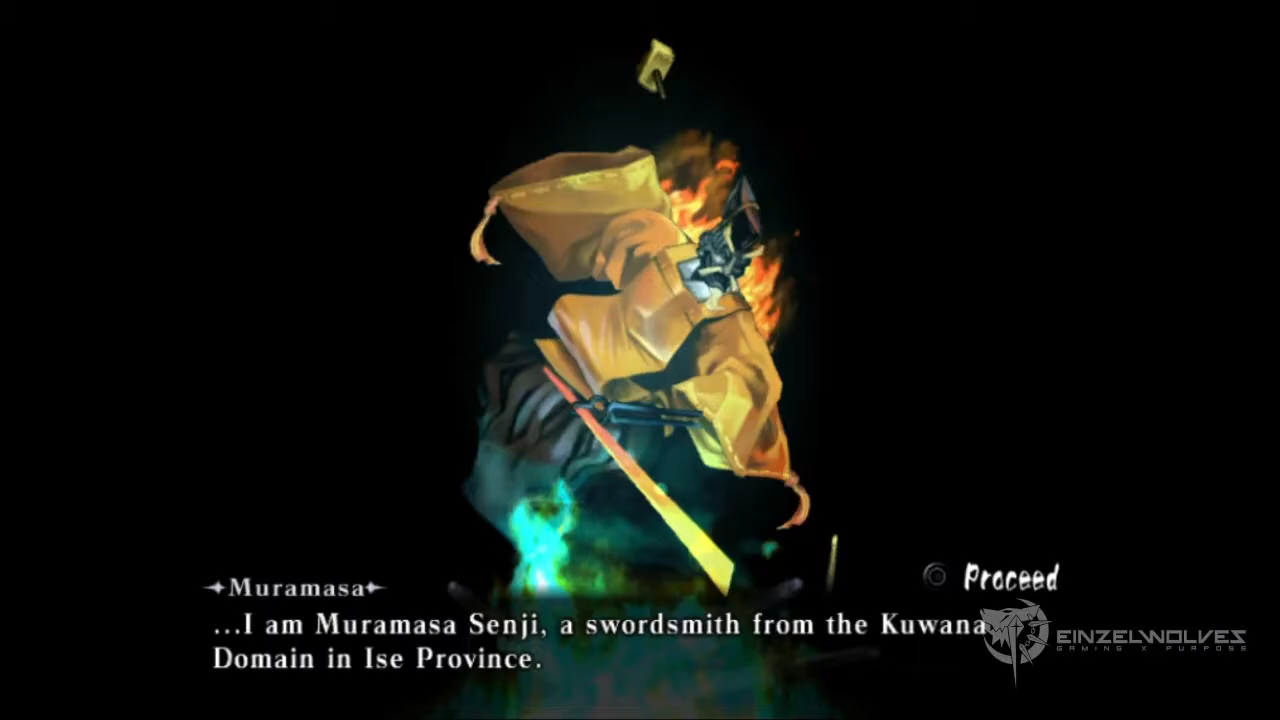 Muramasa
Proceed
...I am Muramasa Senji, a swordsmith from the Kuwana
Domain in Ise Province.
EINZELWOLVES
GAMING X PURPOSE